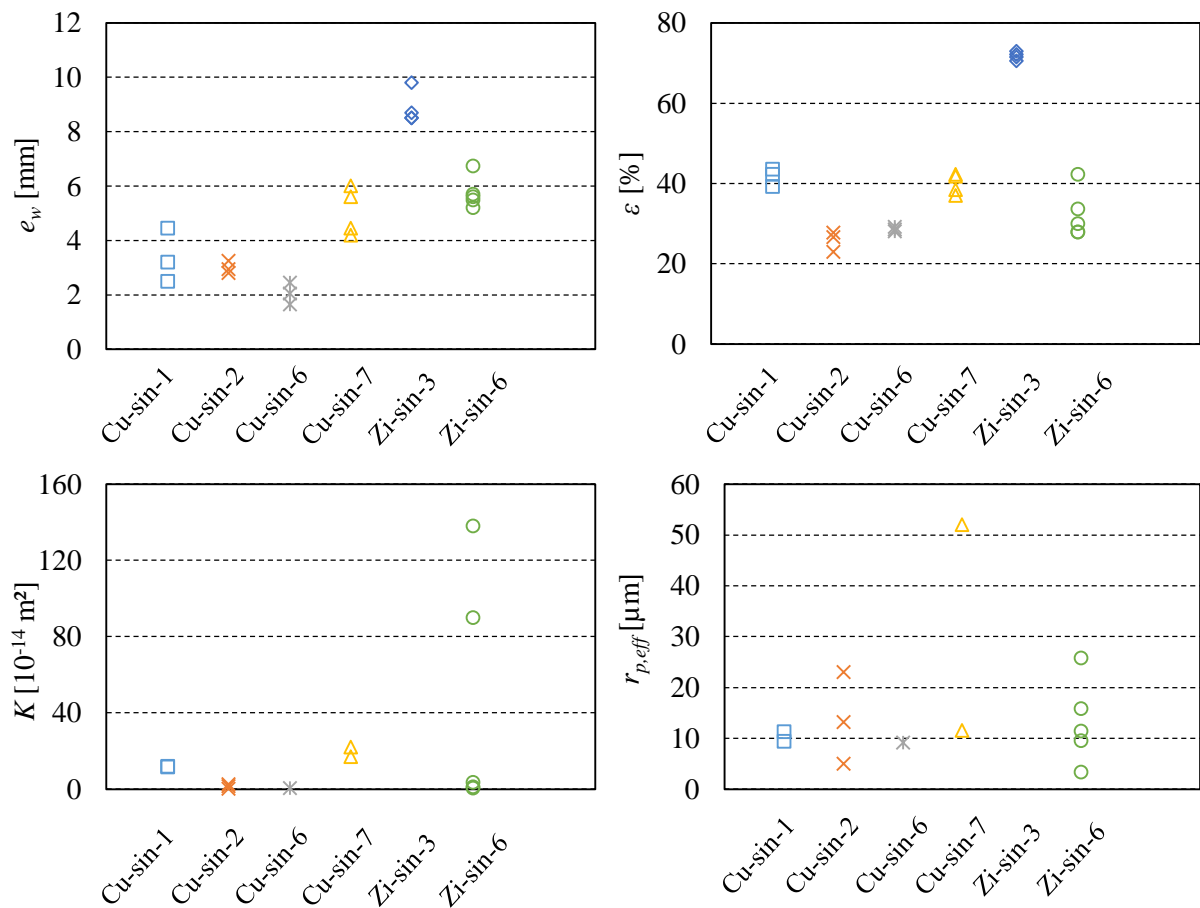 12
10
8
6
4
2
0
e_w [mm]
Cu-sin-1
Cu-sin-2
Cu-sin-6
Cu-sin-7
Zi-sin-3
Zi-sin-6
80
60
40
20
0
ε [%]
Cu-sin-1
Cu-sin-2
Cu-sin-6
Cu-sin-7
Zi-sin-3
Zi-sin-6
160
120
80
40
0
K [10⁻¹⁴ m²]
Cu-sin-1
Cu-sin-2
Cu-sin-6
Cu-sin-7
Zi-sin-3
Zi-sin-6
60
50
40
30
20
10
0
r_{p,eff} [µm]
Cu-sin-1
Cu-sin-2
Cu-sin-6
Cu-sin-7
Zi-sin-3
Zi-sin-6